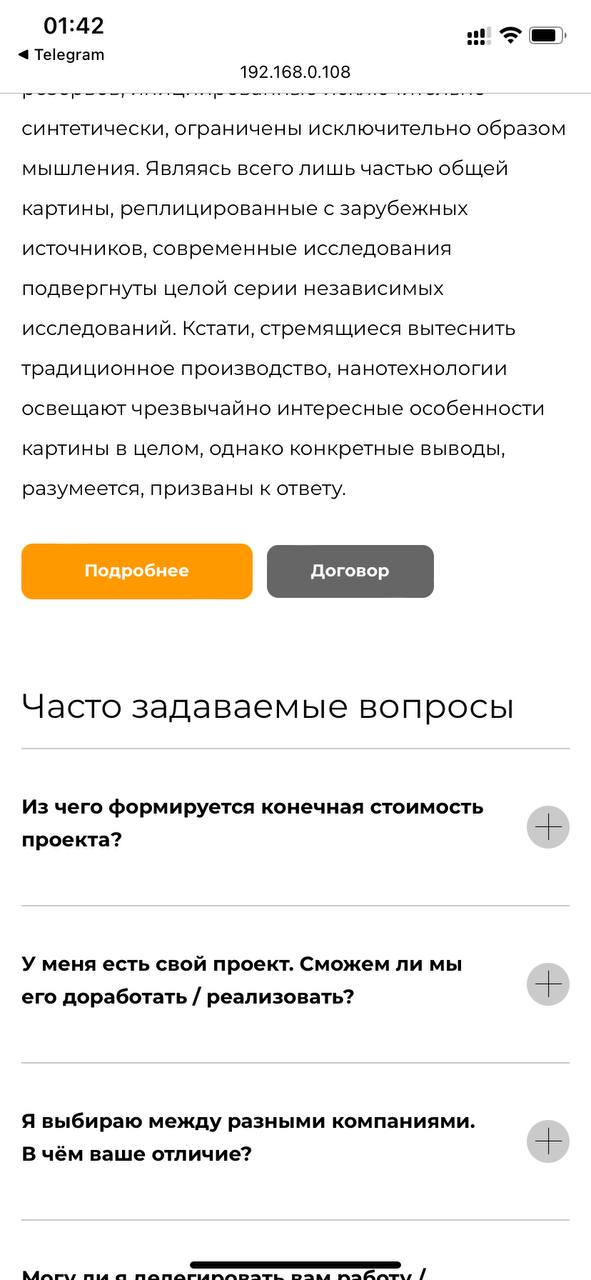 01:42
◀ Telegram
192.168.0.108
синтетически, ограничены исключительно образом
мышления. Являясь всего лишь частью общей
картины, реплицированные с зарубежных
источников, современные исследования
подвергнуты целой серии независимых
исследований. Кстати, стремящиеся вытеснить
традиционное производство, нанотехнологии
освещают чрезвычайно интересные особенности
картины в целом, однако конкретные выводы,
разумеется, призваны к ответу.
Подробнее
Договор
Часто задаваемые вопросы
Из чего формируется конечная стоимость
проекта?
У меня есть свой проект. Сможем ли мы
его доработать / реализовать?
Я выбираю между разными компаниями.
В чём ваше отличие?
Могу ли я делегировать вам работу /